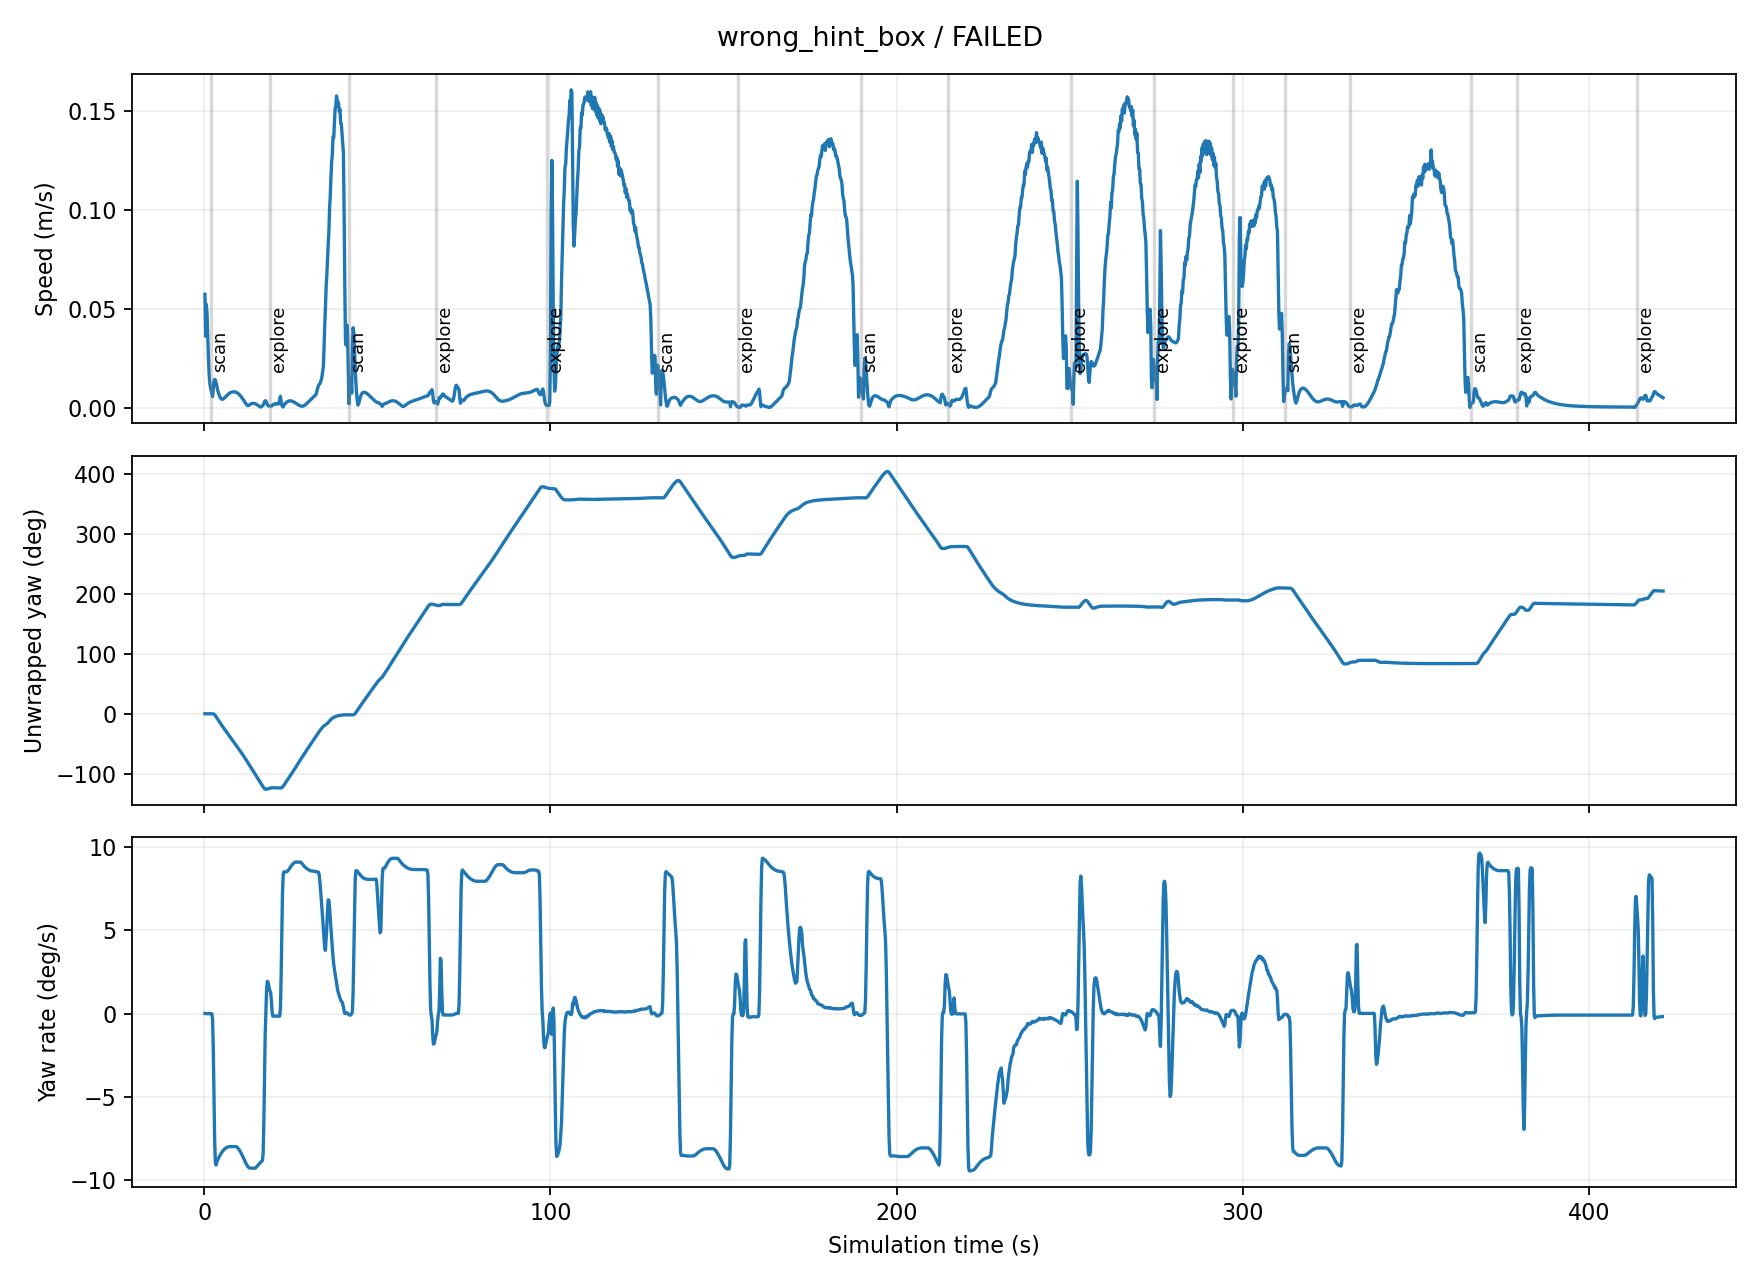 wrong_hint_box / FAILED
Speed (m/s)
0.15
0.10
0.05
0.00
scan
explore
scan
explore
explore
scan
explore
scan
explore
explore
explore
explore
scan
explore
scan
explore
explore
Unwrapped yaw (deg)
400
300
200
100
0
−100
Yaw rate (deg/s)
10
5
0
−5
−10
0 100 200 300 400
Simulation time (s)